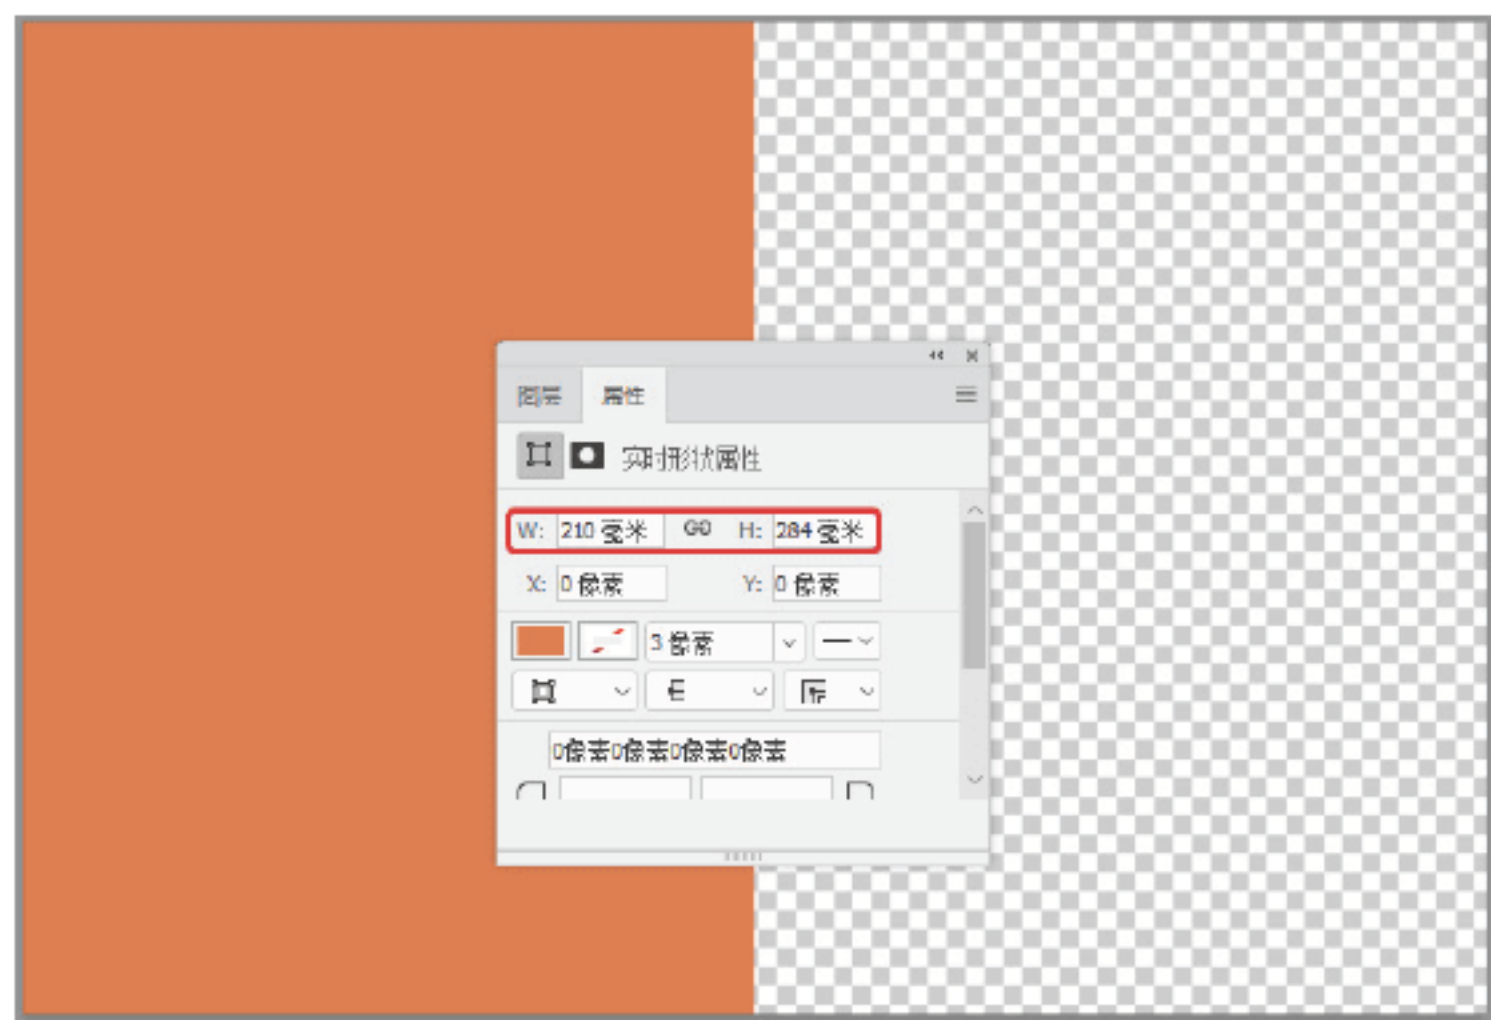 图层 属性
实时形状属性
W: 210 毫米 H: 284 毫米
X: 0 像素 Y: 0 像素
3 像素
0像素0像素0像素0像素